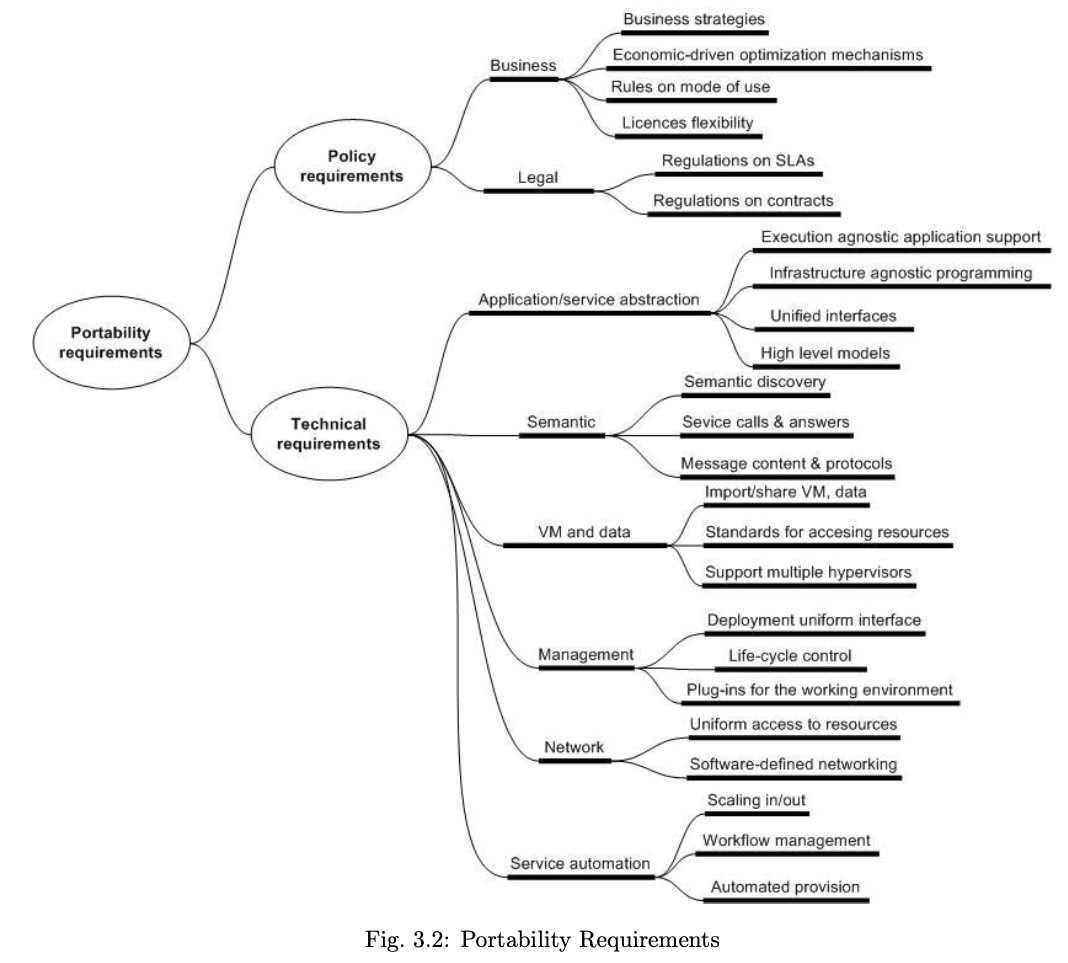 Portability
requirements
Policy
requirements
Business
Business strategies
Economic-driven optimization mechanisms
Rules on mode of use
Licences flexibility
Legal
Regulations on SLAs
Regulations on contracts
Technical
requirements
Application/service abstraction
Execution agnostic application support
Infrastructure agnostic programming
Unified interfaces
High level models
Semantic
Semantic discovery
Sevice calls & answers
Message content & protocols
VM and data
Import/share VM, data
Standards for accesing resources
Support multiple hypervisors
Management
Deployment uniform interface
Life-cycle control
Plug-ins for the working environment
Network
Uniform access to resources
Software-defined networking
Service automation
Scaling in/out
Workflow management
Automated provision
Fig. 3.2: Portability Requirements